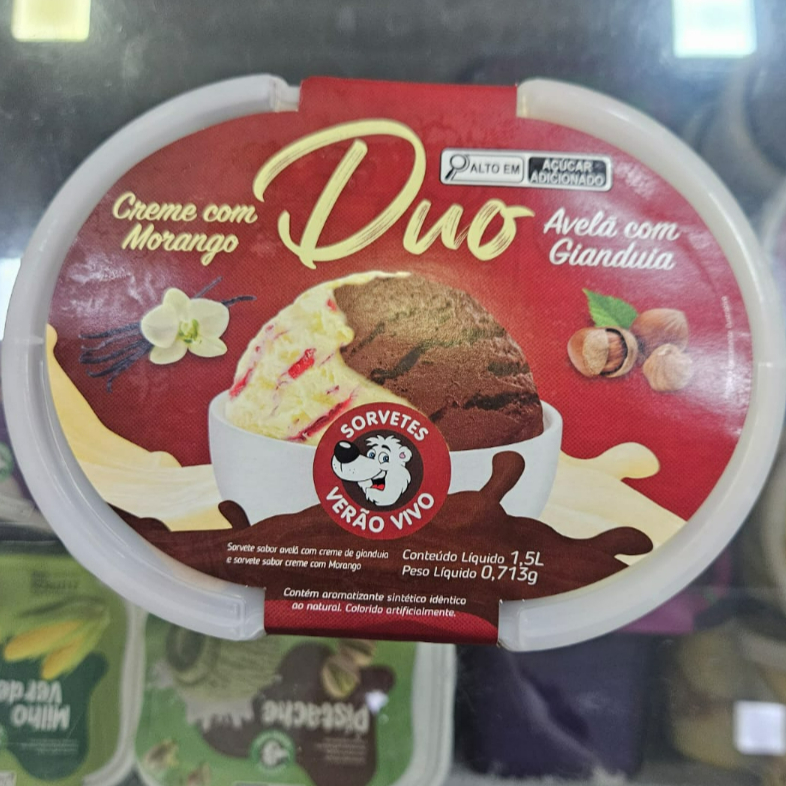 Duo
Creme com
Morango
ALTO EM
AÇÚCAR
ADICIONADO
Avelã com
Gianduia
SORVETES
VERÃO VIVO
Sorvete sabor avelã com creme de gianduia
e sorvete sabor creme com Morango
Conteúdo Líquido 1,5L
Peso Líquido 0,713g
Contém aromatizante sintético idêntico
ao natural. Colorido artificialmente.
Milho
Verde
Pistache